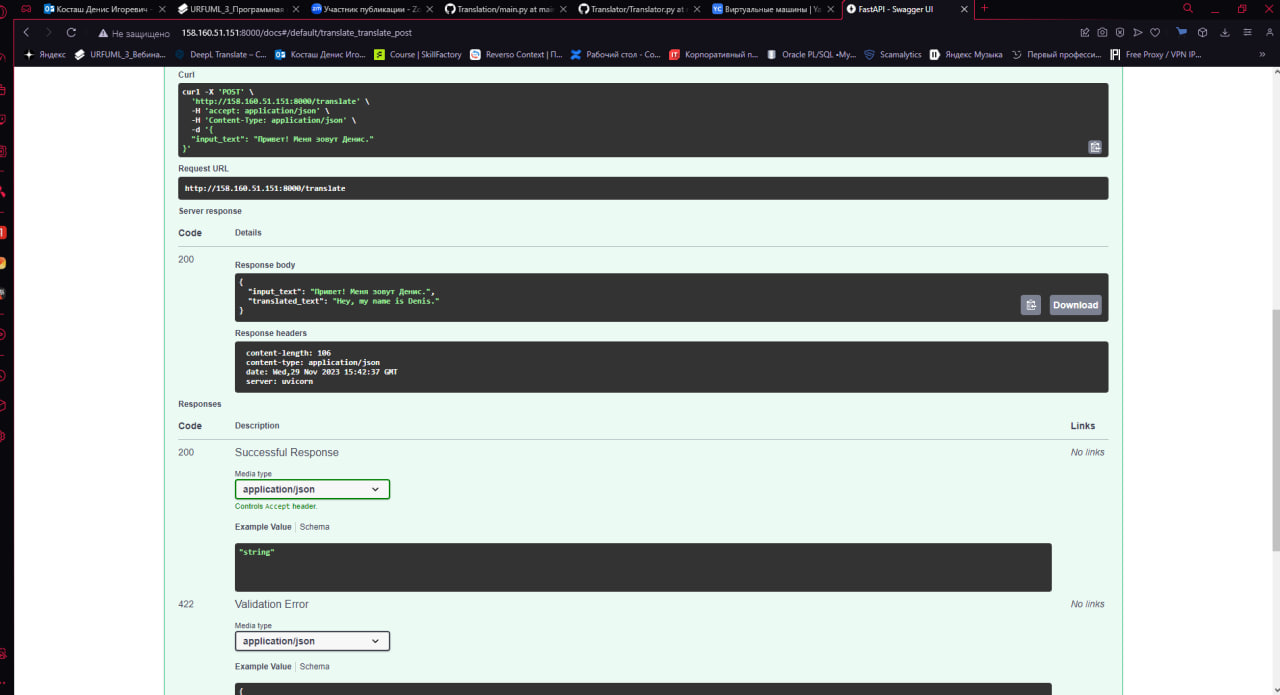 Косташ Денис Игоревич -
URFUML_3_Программная
Участник публикации - Zo
Translation/main.py at mai
Translator/Translator.py at
Виртуальные машины | Yo
FastAPI - Swagger UI
Не защищено 158.160.51.151:8000/docs#/default/translate_translate_post
Яндекс
URFUML_3_Вебина...
DeepL Translate – С...
Косташ Денис Игор...
Course | SkillFactory
Reverso Context | П...
Рабочий стол - Co...
Корпоративный п...
Oracle PL/SQL •Му...
Scamalytics
Яндекс Музыка
Первый професси...
Free Proxy / VPN IP...
»
Curl
curl -X 'POST' \
'http://158.160.51.151:8000/translate' \
-H 'accept: application/json' \
-H 'Content-Type: application/json' \
-d '{
"input_text": "Привет! Меня зовут Денис."
}'
Request URL
http://158.160.51.151:8000/translate
Server response
Code Details
200
Response body
{
"input_text": "Привет! Меня зовут Денис.",
"translated_text": "Hey, my name is Denis."
}
Download
Response headers
content-length: 106
content-type: application/json
date: Wed,29 Nov 2023 15:42:37 GMT
server: uvicorn
Responses
Code Description Links
200 Successful Response No links
Media type
application/json
Controls Accept header.
Example Value | Schema
"string"
422 Validation Error No links
Media type
application/json
Example Value | Schema
{